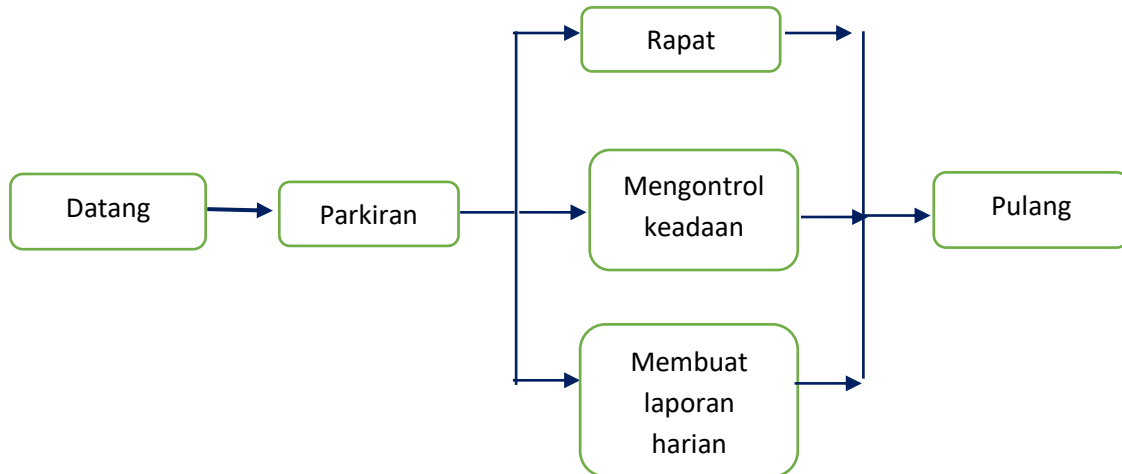 Datang
Parkiran
Rapat
Mengontrol
keadaan
Membuat
laporan
harian
Pulang